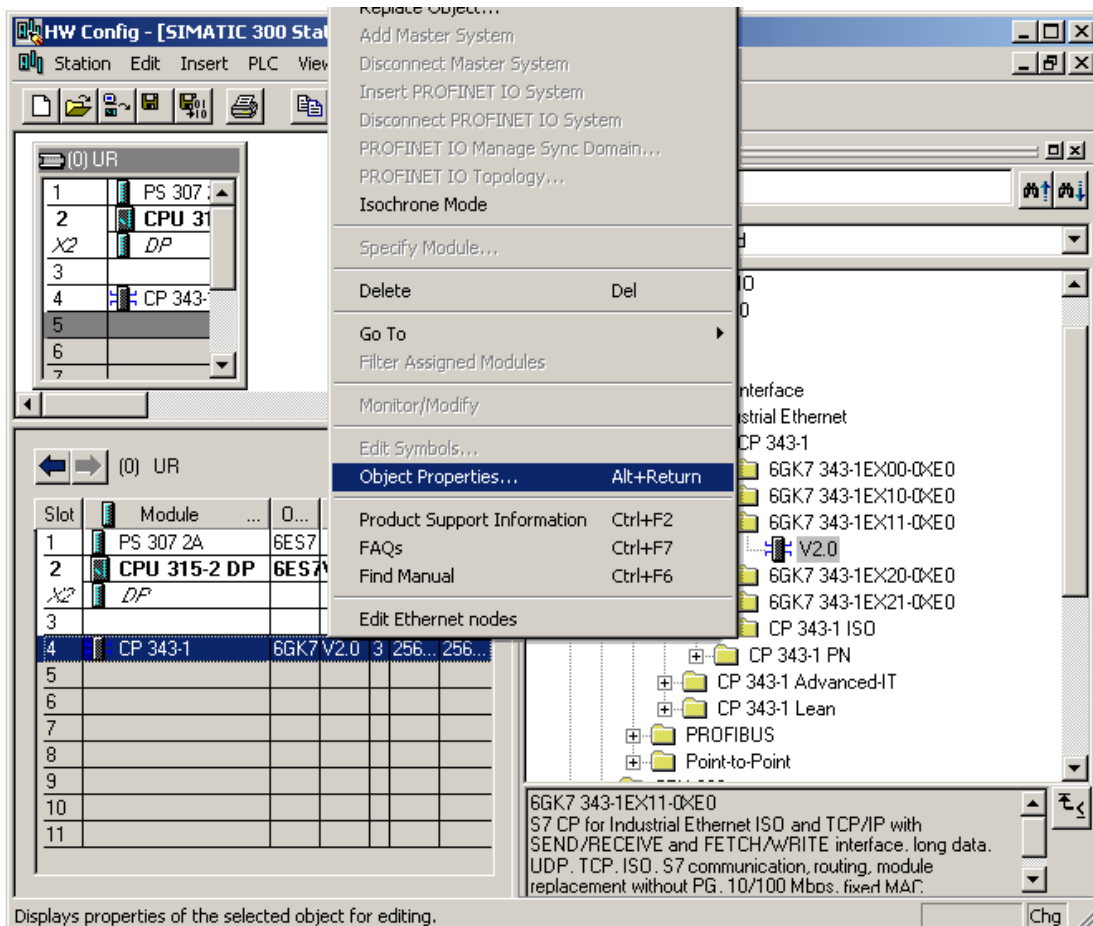 HW Config - [SIMATIC 300 Stat
Station Edit Insert PLC View
Replace Object...
Add Master System
Disconnect Master System
Insert PROFINET IO System
Disconnect PROFINET IO System
PROFINET IO Manage Sync Domain...
PROFINET IO Topology...
Isochrone Mode
Specify Module...
Delete Del
Go To
Filter Assigned Modules
Monitor/Modify
Edit Symbols...
Object Properties... Alt+Return
Product Support Information Ctrl+F2
FAQs Ctrl+F7
Find Manual Ctrl+F6
Edit Ethernet nodes
(0) UR
1 PS 307 2
2 CPU 31
X2 DP
3
4 CP 343-1
5
6
7
(0) UR
Slot Module ... O...
1 PS 307 2A 6ES7
2 CPU 315-2 DP 6ES7
X2 DP
3
4 CP 343-1 6GK7 V2.0 3 256... 256...
5
6
7
8
9
10
11
IO
0
nterface
ustrial Ethernet
CP 343-1
6GK7 343-1EX00-0XE0
6GK7 343-1EX10-0XE0
6GK7 343-1EX11-0XE0
V2.0
6GK7 343-1EX20-0XE0
6GK7 343-1EX21-0XE0
CP 343-1 ISO
CP 343-1 PN
CP 343-1 Advanced-IT
CP 343-1 Lean
PROFIBUS
Point-to-Point
6GK7 343-1EX11-0XE0
S7 CP for Industrial Ethernet ISO and TCP/IP with
SEND/RECEIVE and FETCH/WRITE interface, long data,
UDP, TCP, ISO, S7 communication, routing, module
replacement without PG, 10/100 Mbps, fixed MAC
Displays properties of the selected object for editing.
Chg